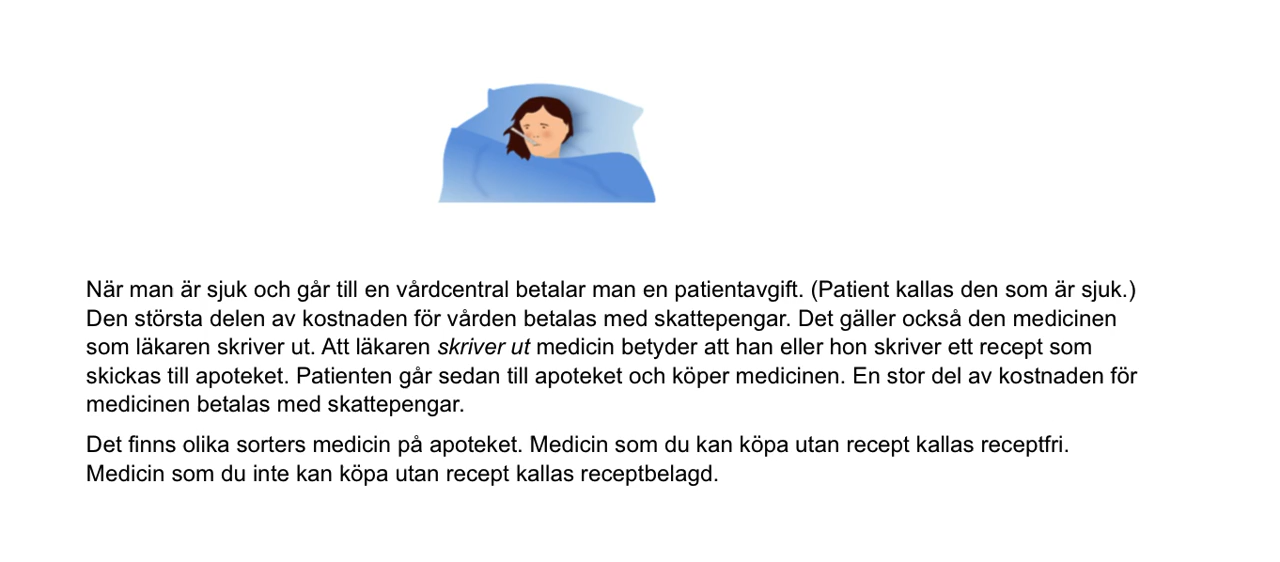 När man är sjuk och går till en vårdcentral betalar man en patientavgift. (Patient kallas den som är sjuk.)
Den största delen av kostnaden för vården betalas med skattepengar. Det gäller också den medicinen
som läkaren skriver ut. Att läkaren skriver ut medicin betyder att han eller hon skriver ett recept som
skickas till apoteket. Patienten går sedan till apoteket och köper medicinen. En stor del av kostnaden för
medicinen betalas med skattepengar.
Det finns olika sorters medicin på apoteket. Medicin som du kan köpa utan recept kallas receptfri.
Medicin som du inte kan köpa utan recept kallas receptbelagd.